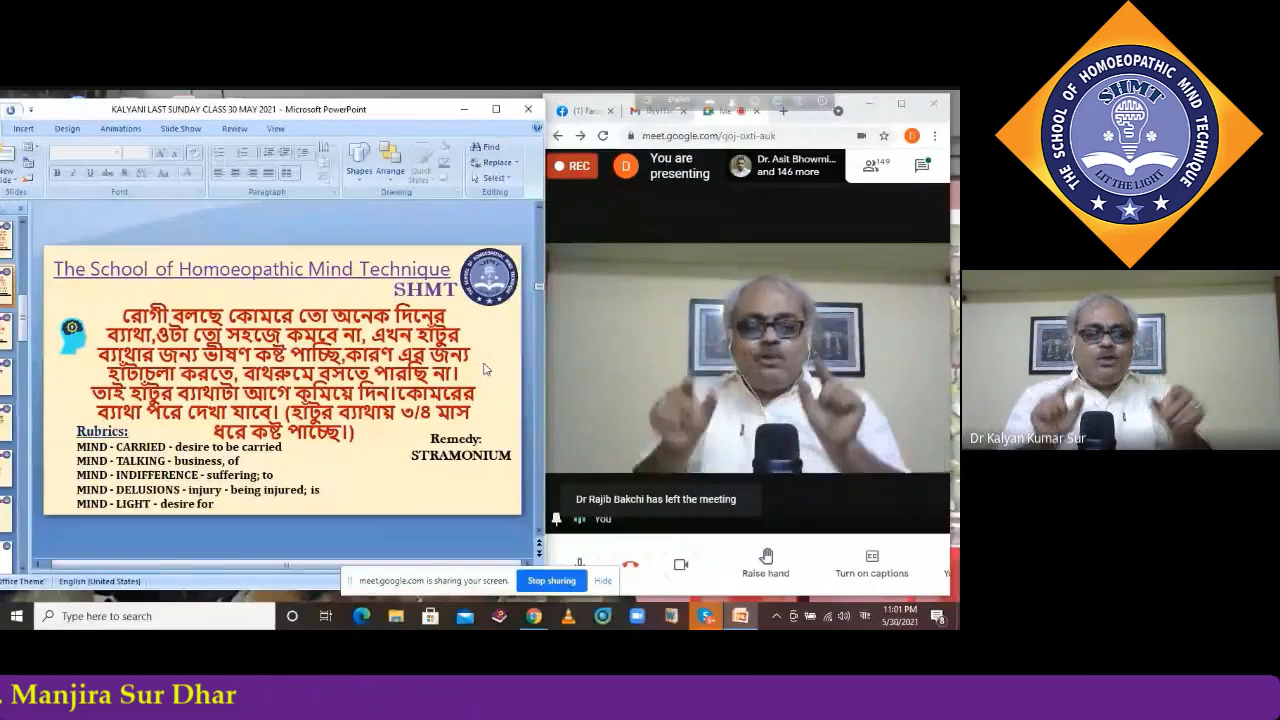 KALYANI LAST SUNDAY CLASS 30 MAY 2021 - Microsoft PowerPoint
Insert Design Animations Slide Show Review View
Slides
Font
Paragraph
Shapes Arrange Quick Styles
Drawing
Find
Replace
Select
Editing
The School of Homoeopathic Mind Technique
SHMT
রোগী বলছে কোমরে তো অনেক দিনের
ব্যাথা,ওটা তো সহজে কমবে না, এখন হাঁটুর
ব্যাথার জন্য ভীষণ কষ্ট পাচ্ছি,কারণ এর জন্য
হাঁটাচলা করতে, বাথরুমে বসতে পারছি না।
তাই হাঁটুর ব্যাথাটা আগে কমিয়ে দিন।কোমরের
ব্যাথা পরে দেখা যাবে। (হাঁটুর ব্যাথায় ৩/৪ মাস
ধরে কষ্ট পাচ্ছে।)
Rubrics:
MIND - CARRIED - desire to be carried
MIND - TALKING - business, of
MIND - INDIFFERENCE - suffering; to
MIND - DELUSIONS - injury - being injured; is
MIND - LIGHT - desire for
Remedy:
STRAMONIUM
Office Theme"
English (United States)
meet.google.com/qoj-oxti-auk
REC
D
You are
presenting
Dr. Asit Bhowmi...
and 146 more
149
Dr Rajib Bakchi has left the meeting
You
Raise hand
Turn on captions
meet.google.com is sharing your screen.
Stop sharing
Hide
Type here to search
11:01 PM
5/30/2021
THE SCHOOL OF HOMOEOPATHIC MIND TECHNIQUE
SHMT
LIT THE LIGHT
Dr Kalyan Kumar Sur
. Manjira Sur Dhar